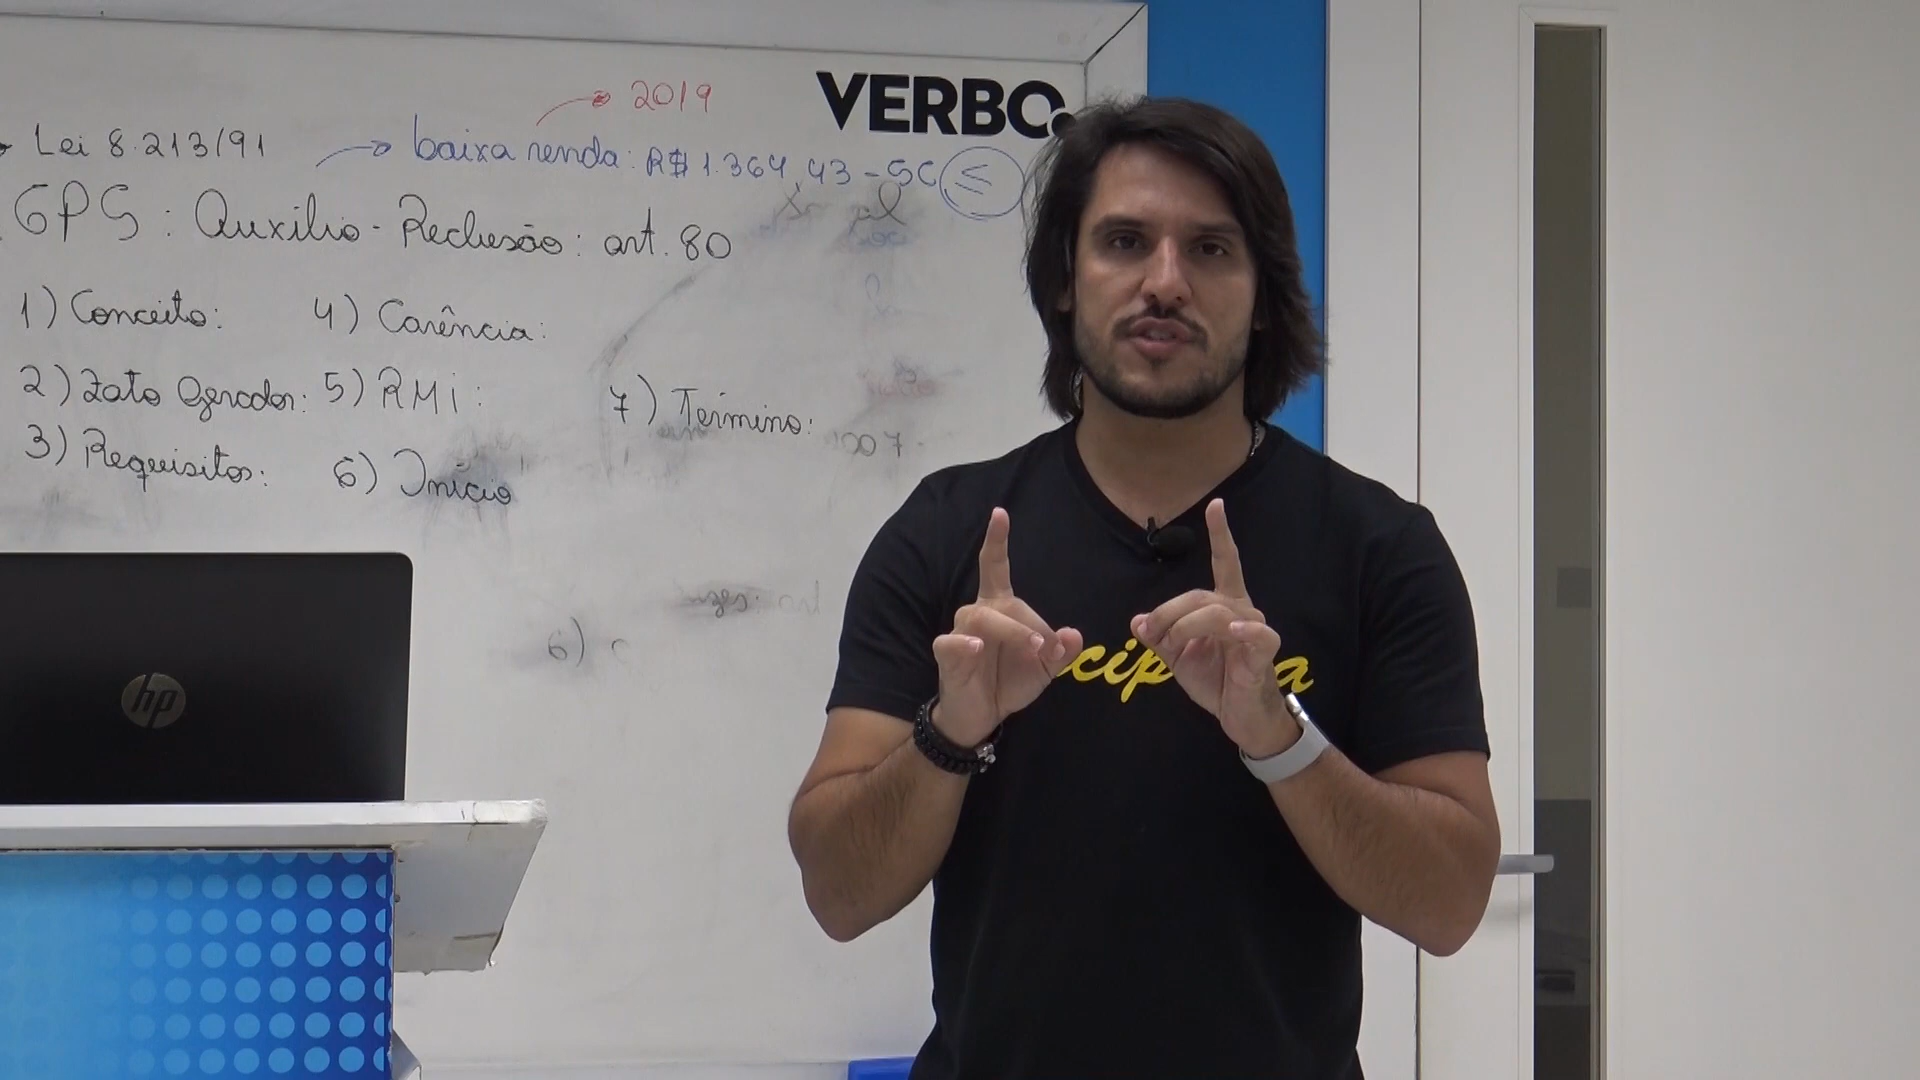 2019
VERBO.
Lei 8.213/91
baixa renda: R$ 1.364,43 - SC ≤
GPS: Auxílio-Reclusão: art. 80
1) Conceito:
4) Carência:
2) Fato Gerador:
5) RMI:
7) Término:
3) Requisitos:
6) Início
6)
hp